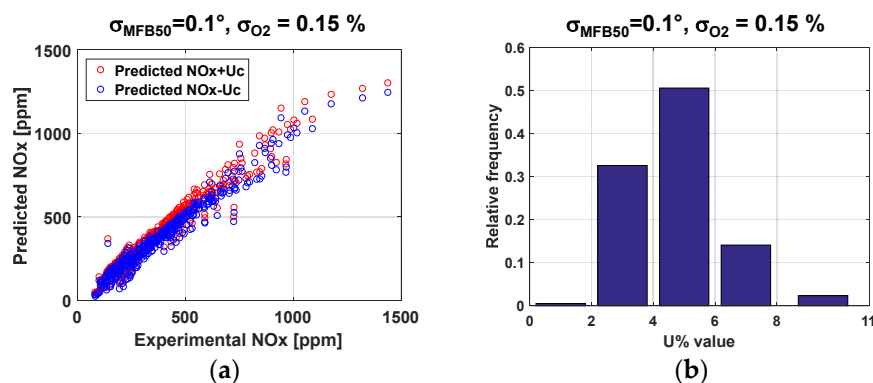 σMFB50=0.1°, σO2 = 0.15 %
1500
1000
500
0
0
500
1000
1500
Predicted NOx+Uc
Predicted NOx-Uc
Predicted NOx [ppm]
Experimental NOx [ppm]
(a)
σMFB50=0.1°, σO2 = 0.15 %
0.6
0.5
0.4
0.3
0.2
0.1
0
0
2
4
6
8
11
Relative frequency
U% value
(b)